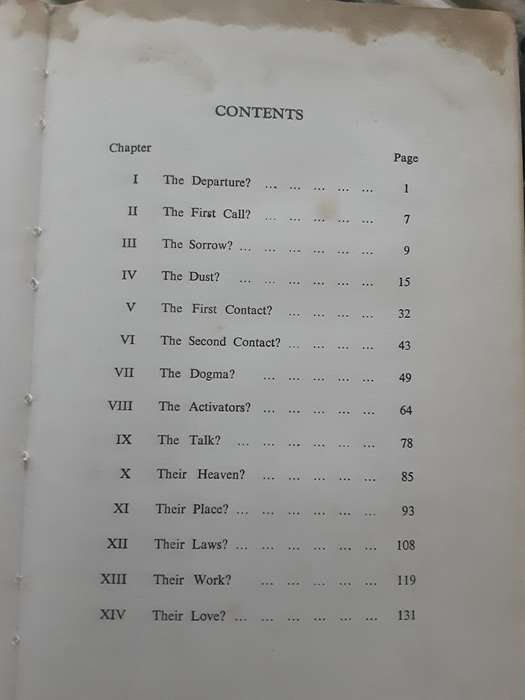 CONTENTS
Chapter Page
I The Departure? ... ... ... ... ... 1
II The First Call? ... ... ... ... ... 7
III The Sorrow? ... ... ... ... ... ... 9
IV The Dust? ... ... ... ... ... ... 15
V The First Contact? ... ... ... ... 32
VI The Second Contact? ... ... ... ... 43
VII The Dogma? ... ... ... ... ... 49
VIII The Activators? ... ... ... ... ... 64
IX The Talk? ... ... ... ... ... ... 78
X Their Heaven? ... ... ... ... ... 85
XI Their Place? ... ... ... ... ... ... 93
XII Their Laws? ... ... ... ... ... ... 108
XIII Their Work? ... ... ... ... ... 119
XIV Their Love? ... ... ... ... ... ... 131